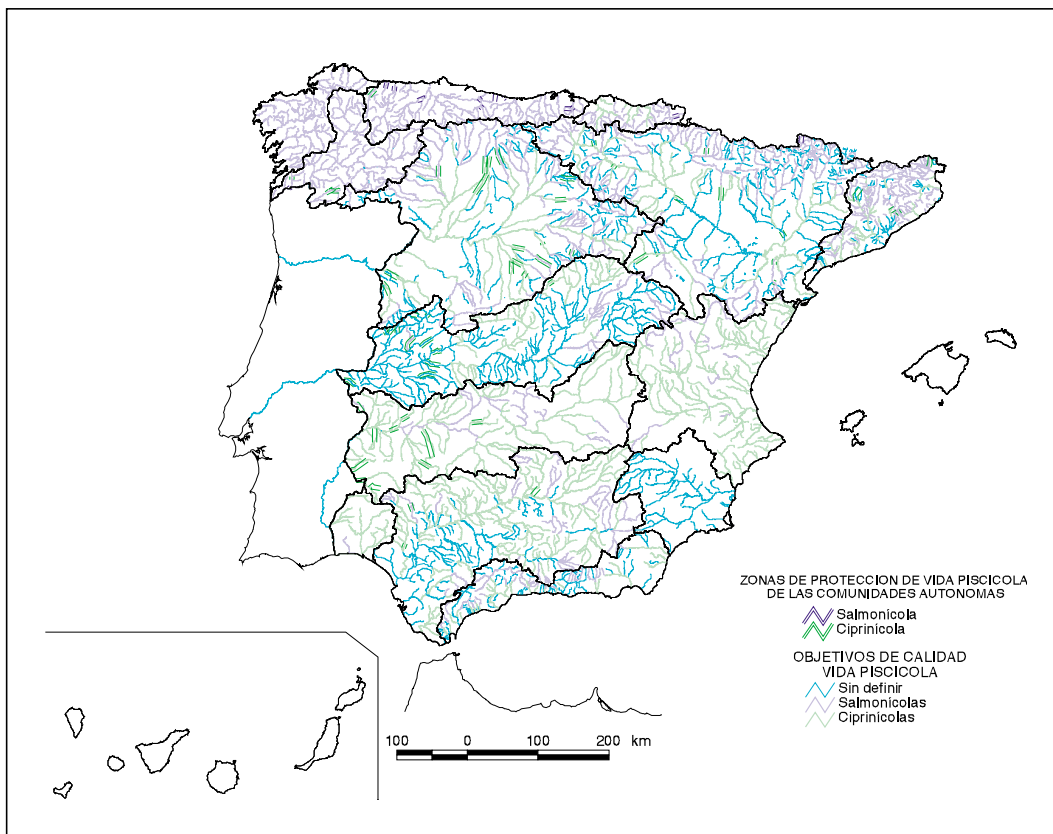 ZONAS DE PROTECCION DE VIDA PISCICOLA
DE LAS COMUNIDADES AUTONOMAS
Salmonícola
Ciprinícola
OBJETIVOS DE CALIDAD
VIDA PISCICOLA
Sin definir
Salmonícolas
Ciprinícolas
100 0 100 200 km